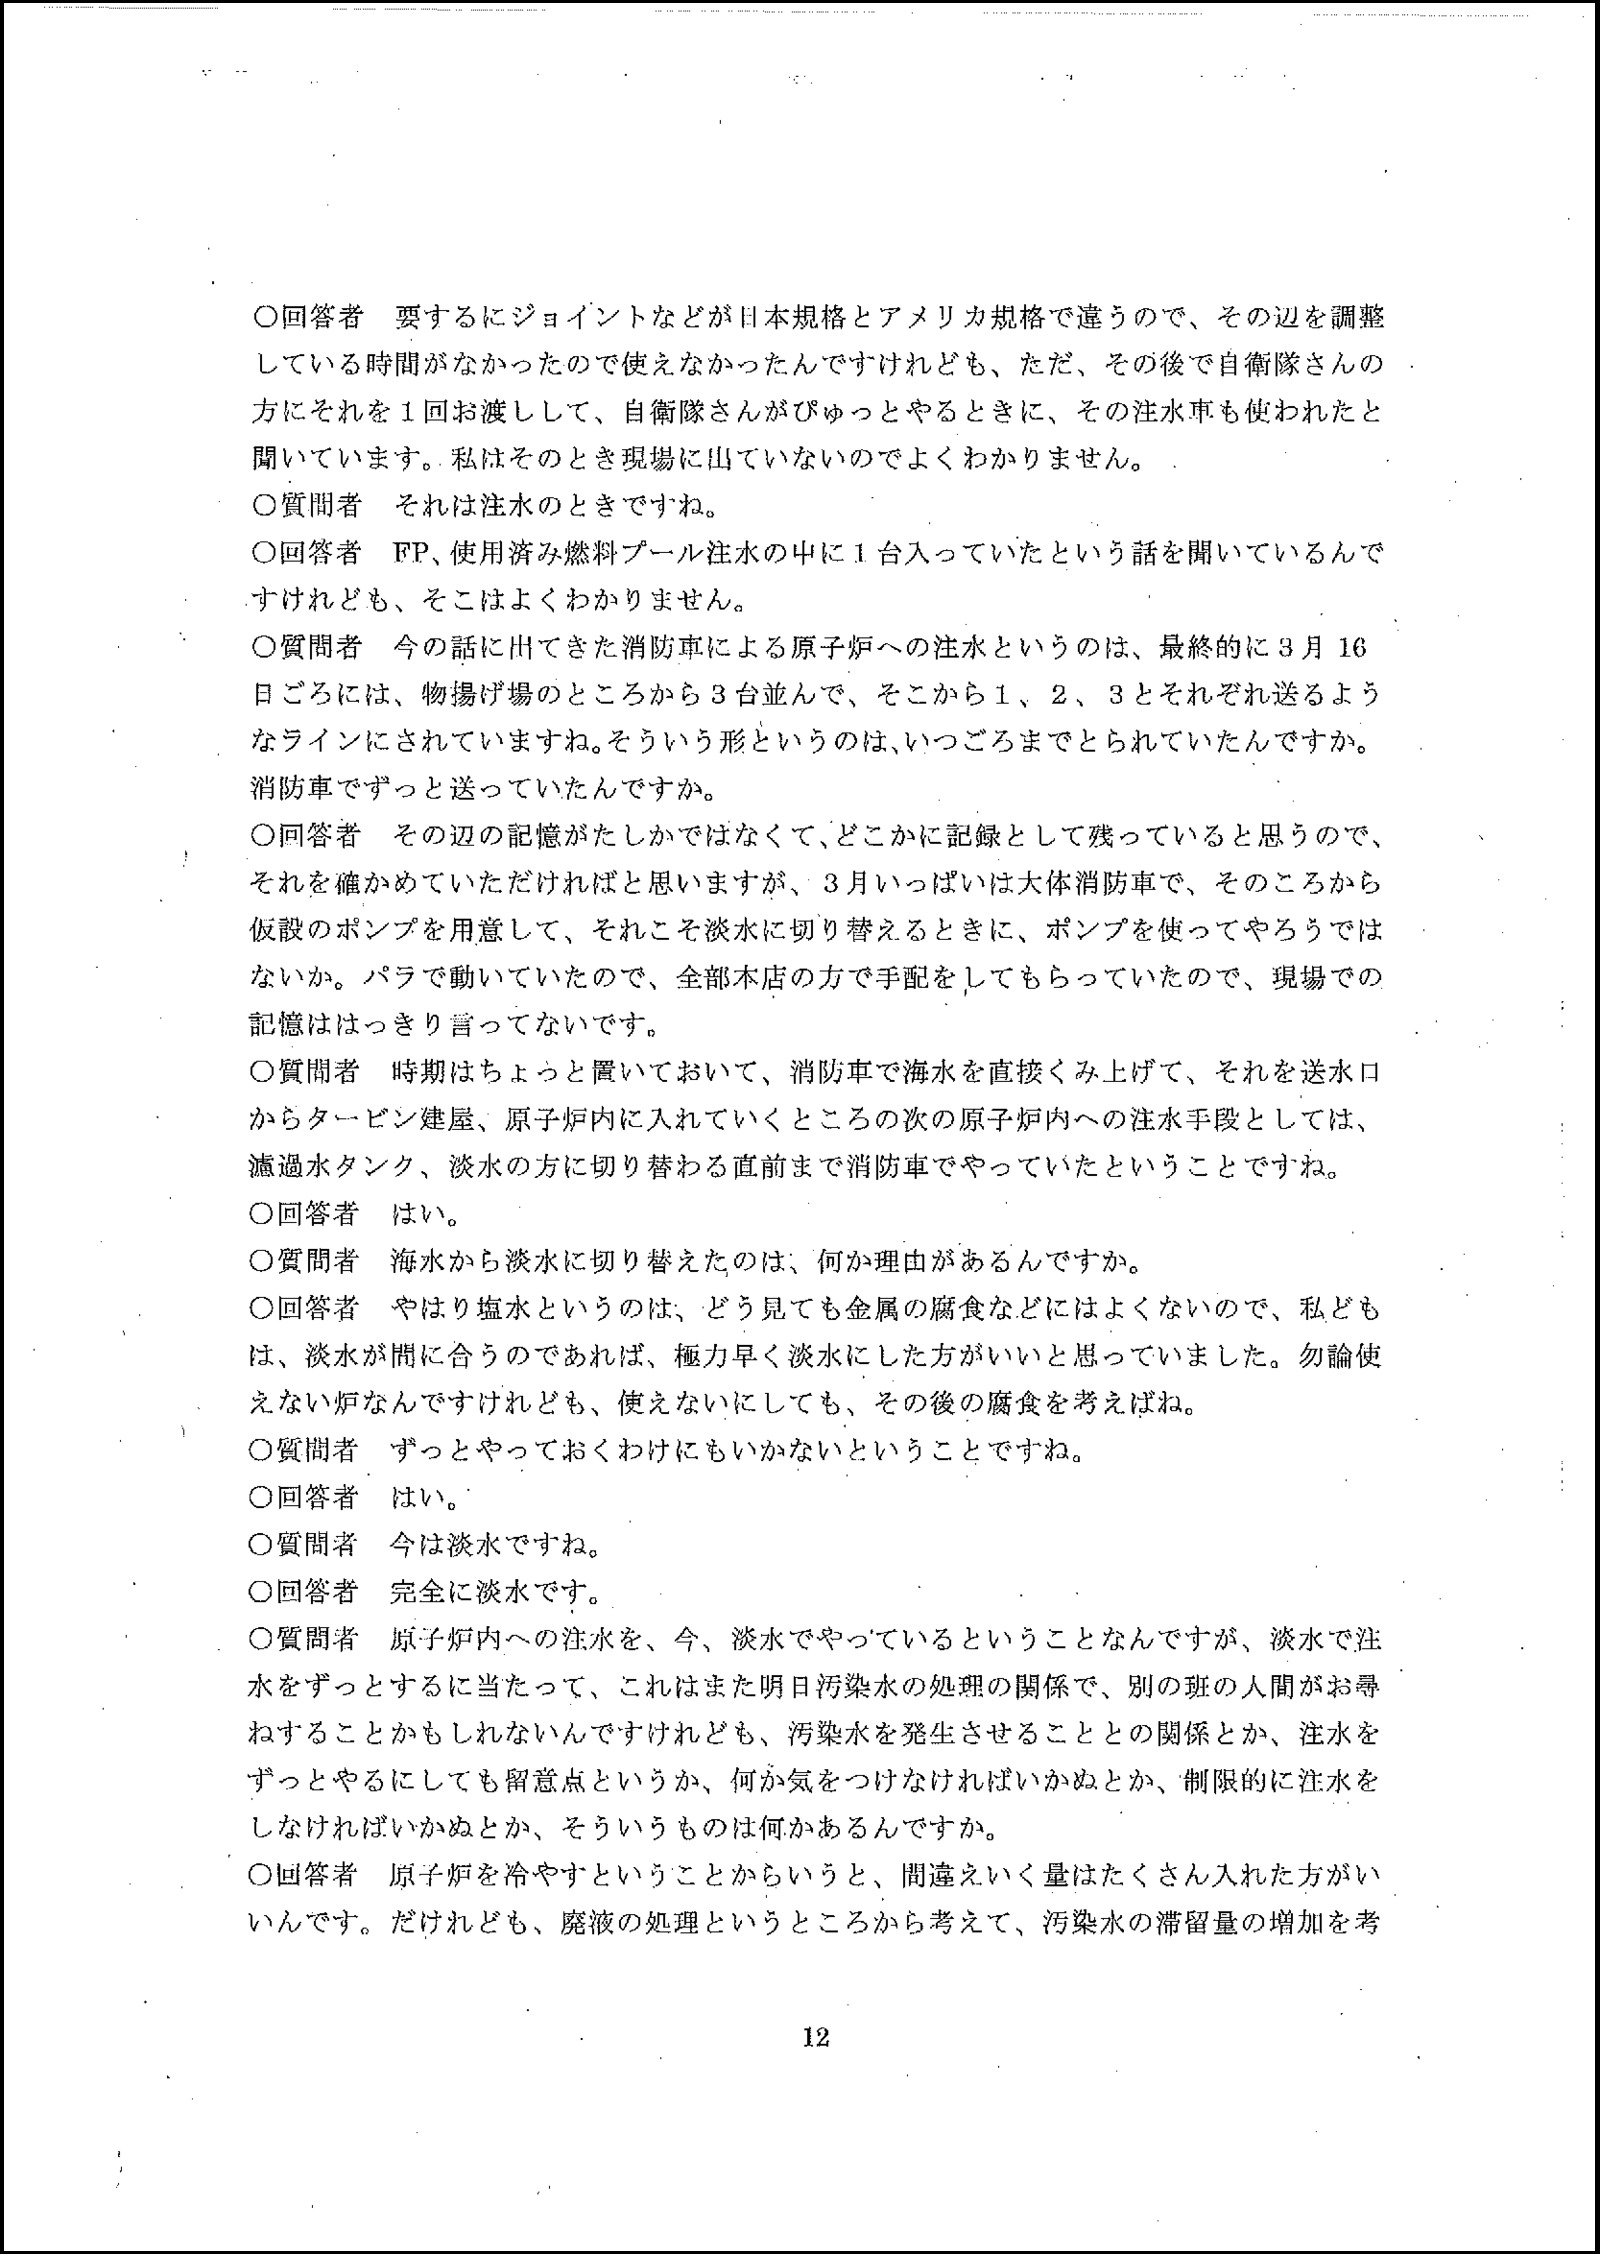 ○回答者　要するにジョイントなどが日本規格とアメリカ規格で違うので、その辺を調整
している時間がなかったので使えなかったんですけれども、ただ、その後で自衛隊さんの
方にそれを１回お渡しして、自衛隊さんがぴゅっとやるときに、その注水車も使われたと
聞いています。私はそのとき現場に出ていないのでよくわかりません。
○質問者　それは注水のときですね。
○回答者　FP、使用済み燃料プール注水の中に１台入っていたという話を聞いているんで
すけれども、そこはよくわかりません。
○質問者　今の話に出てきた消防車による原子炉への注水というのは、最終的に３月 16
日ごろには、物揚げ場のところから３台並んで、そこから１、２、３とそれぞれ送るよう
なラインにされていますね。そういう形というのは、いつごろまでとられていたんですか。
消防車でずっと送っていたんですか。
○回答者　その辺の記憶がたしかではなくて、どこかに記録として残っていると思うので、
それを確かめていただければと思いますが、３月いっぱいは大体消防車で、そのころから
仮設のポンプを用意して、それこそ淡水に切り替えるときに、ポンプを使ってやろうでは
ないか。パラで動いていたので、全部本店の方で手配をしてもらっていたので、現場での
記憶ははっきり言ってないです。
○質問者　時期はちょっと置いておいて、消防車で海水を直接くみ上げて、それを送水口
からタービン建屋、原子炉内に入れていくところの次の原子炉内への注水手段としては、
濾過水タンク、淡水の方に切り替わる直前まで消防車でやっていたということですね。
○回答者　はい。
○質問者　海水から淡水に切り替えたのは、何か理由があるんですか。
○回答者　やはり塩水というのは、どう見ても金属の腐食などにはよくないので、私ども
は、淡水が間に合うのであれば、極力早く淡水にした方がいいと思っていました。勿論使
えない炉なんですけれども、使えないにしても、その後の腐食を考えばね。
○質問者　ずっとやっておくわけにもいかないということですね。
○回答者　はい。
○質問者　今は淡水ですね。
○回答者　完全に淡水です。
○質問者　原子炉内への注水を、今、淡水でやっているということなんですが、淡水で注
水をずっとするに当たって、これはまた明日汚染水の処理の関係で、別の班の人間がお尋
ねすることかもしれないんですけれども、汚染水を発生させることとの関係とか、注水を
ずっとやるにしても留意点というか、何か気をつけなければいかぬとか、制限的に注水を
しなければいかぬとか、そういうものは何かあるんですか。
○回答者　原子炉を冷やすということからいうと、間違えいく量はたくさん入れた方がい
いんです。だけれども、廃液の処理というところから考えて、汚染水の滞留量の増加を考
12